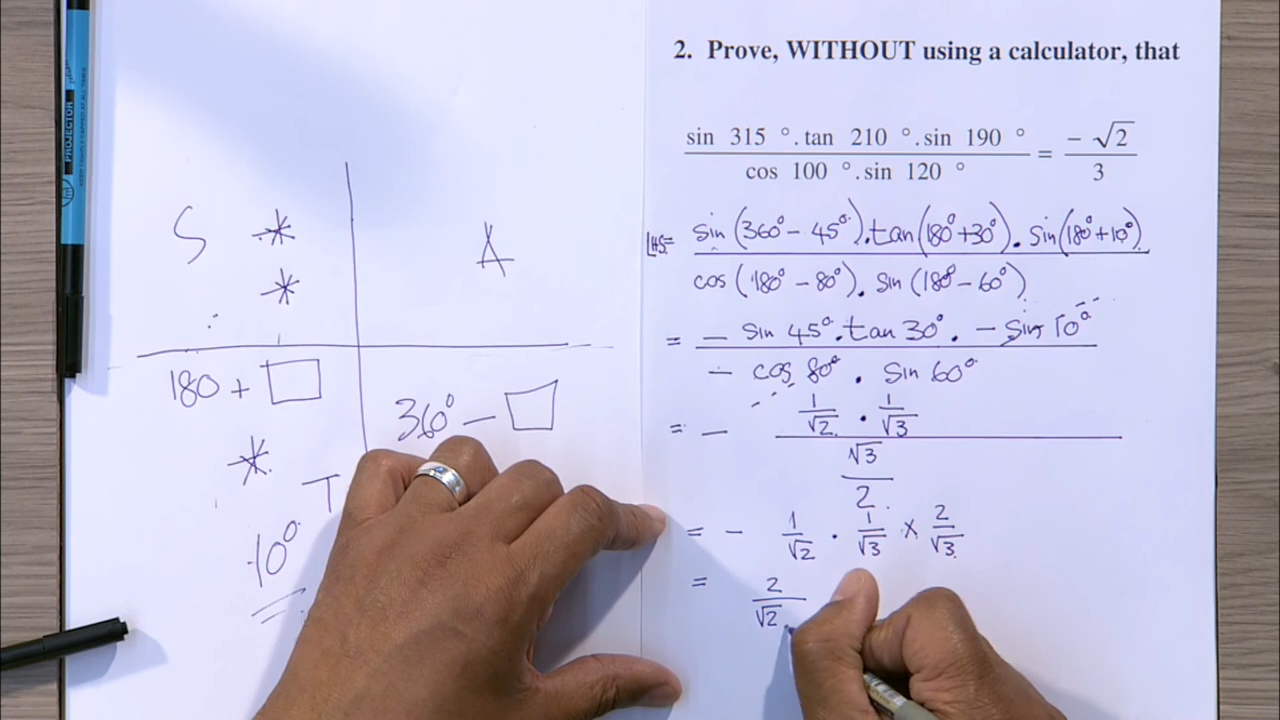 PROJECTOR
S * A
*
180 + □
360° − □
*
T
10°
2. Prove, WITHOUT using a calculator, that
sin 315 °.tan 210 °.sin 190 ° / cos 100 °.sin 120 ° = −√2 / 3
LHS= sin (360° − 45°).tan(180°+30°).sin(180°+10°)
cos (180° − 80°). sin (180° − 60°)
= − sin 45°.tan 30°. − sin 10°
− cos 80° . sin 60°
= − 1/√2 . 1/√3
√3/2
= − 1/√2 . 1/√3 × 2/√3
= 2/√2 .